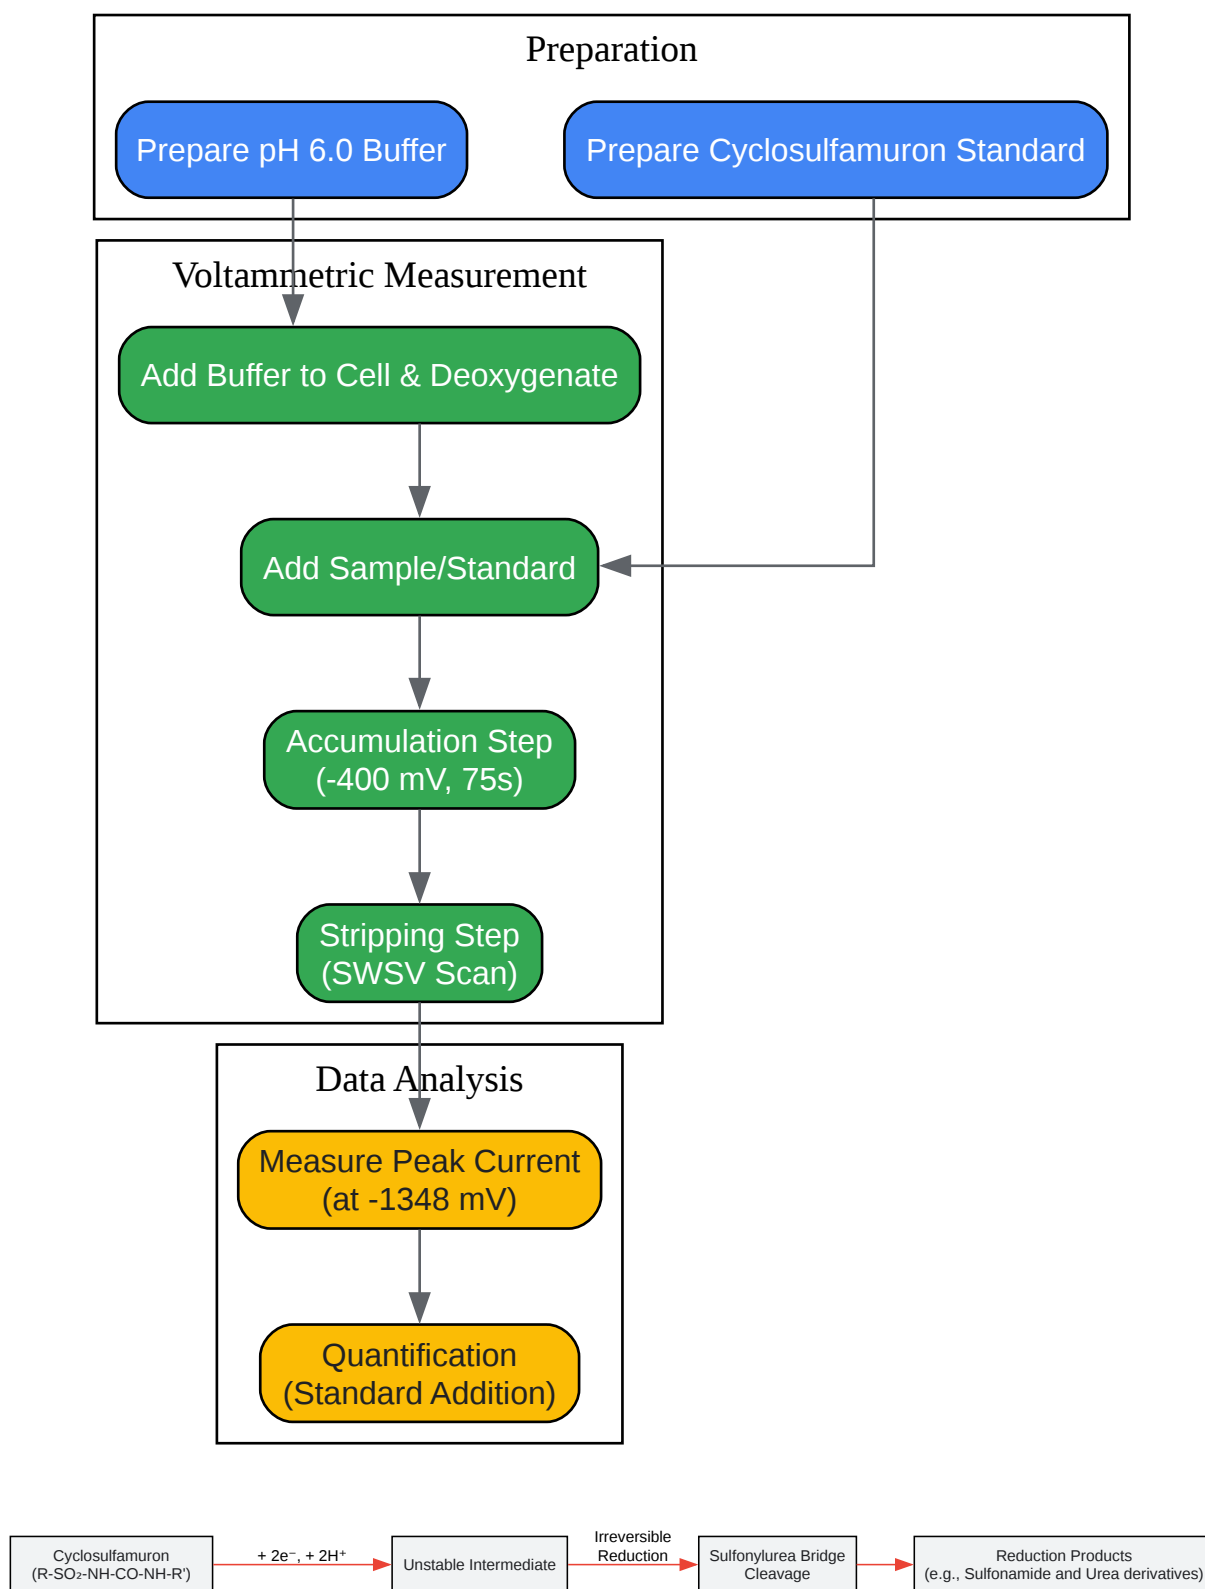 Preparation
Prepare pH 6.0 Buffer
Prepare Cyclosulfamuron Standard
Voltammetric Measurement
Add Buffer to Cell & Deoxygenate
Add Sample/Standard
Accumulation Step
(-400 mV, 75s)
Stripping Step
(SWSV Scan)
Data Analysis
Measure Peak Current
(at -1348 mV)
Quantification
(Standard Addition)
Cyclosulfamuron
(R-SO₂-NH-CO-NH-R')
+ 2e⁻, + 2H⁺
Unstable Intermediate
Irreversible
Reduction
Sulfonylurea Bridge
Cleavage
Reduction Products
(e.g., Sulfonamide and Urea derivatives)